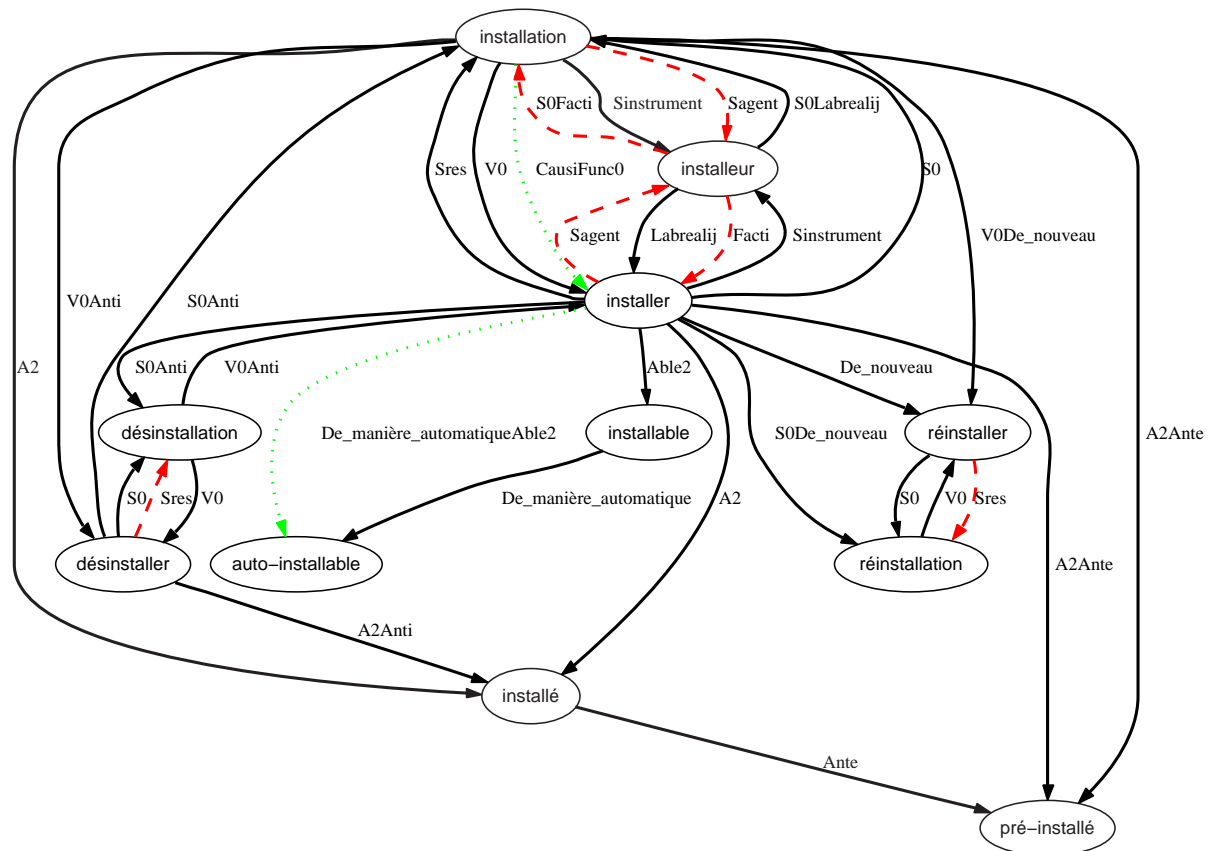 installation
S0Facti
Sinstrument
Sagent
S0Labrealij
Sres
V0
CausiFunc0
installeur
S0
V0De_nouveau
Sagent
Labrealij
Facti
Sinstrument
V0Anti
S0Anti
installer
A2
S0Anti
V0Anti
Able2
De_nouveau
désinstallation
De_manière_automatiqueAble2
installable
S0De_nouveau
réinstaller
A2Ante
S0
Sres
V0
De_manière_automatique
A2
S0
V0
Sres
désinstaller
auto-installable
réinstallation
A2Ante
A2Anti
installé
Ante
pré-installé